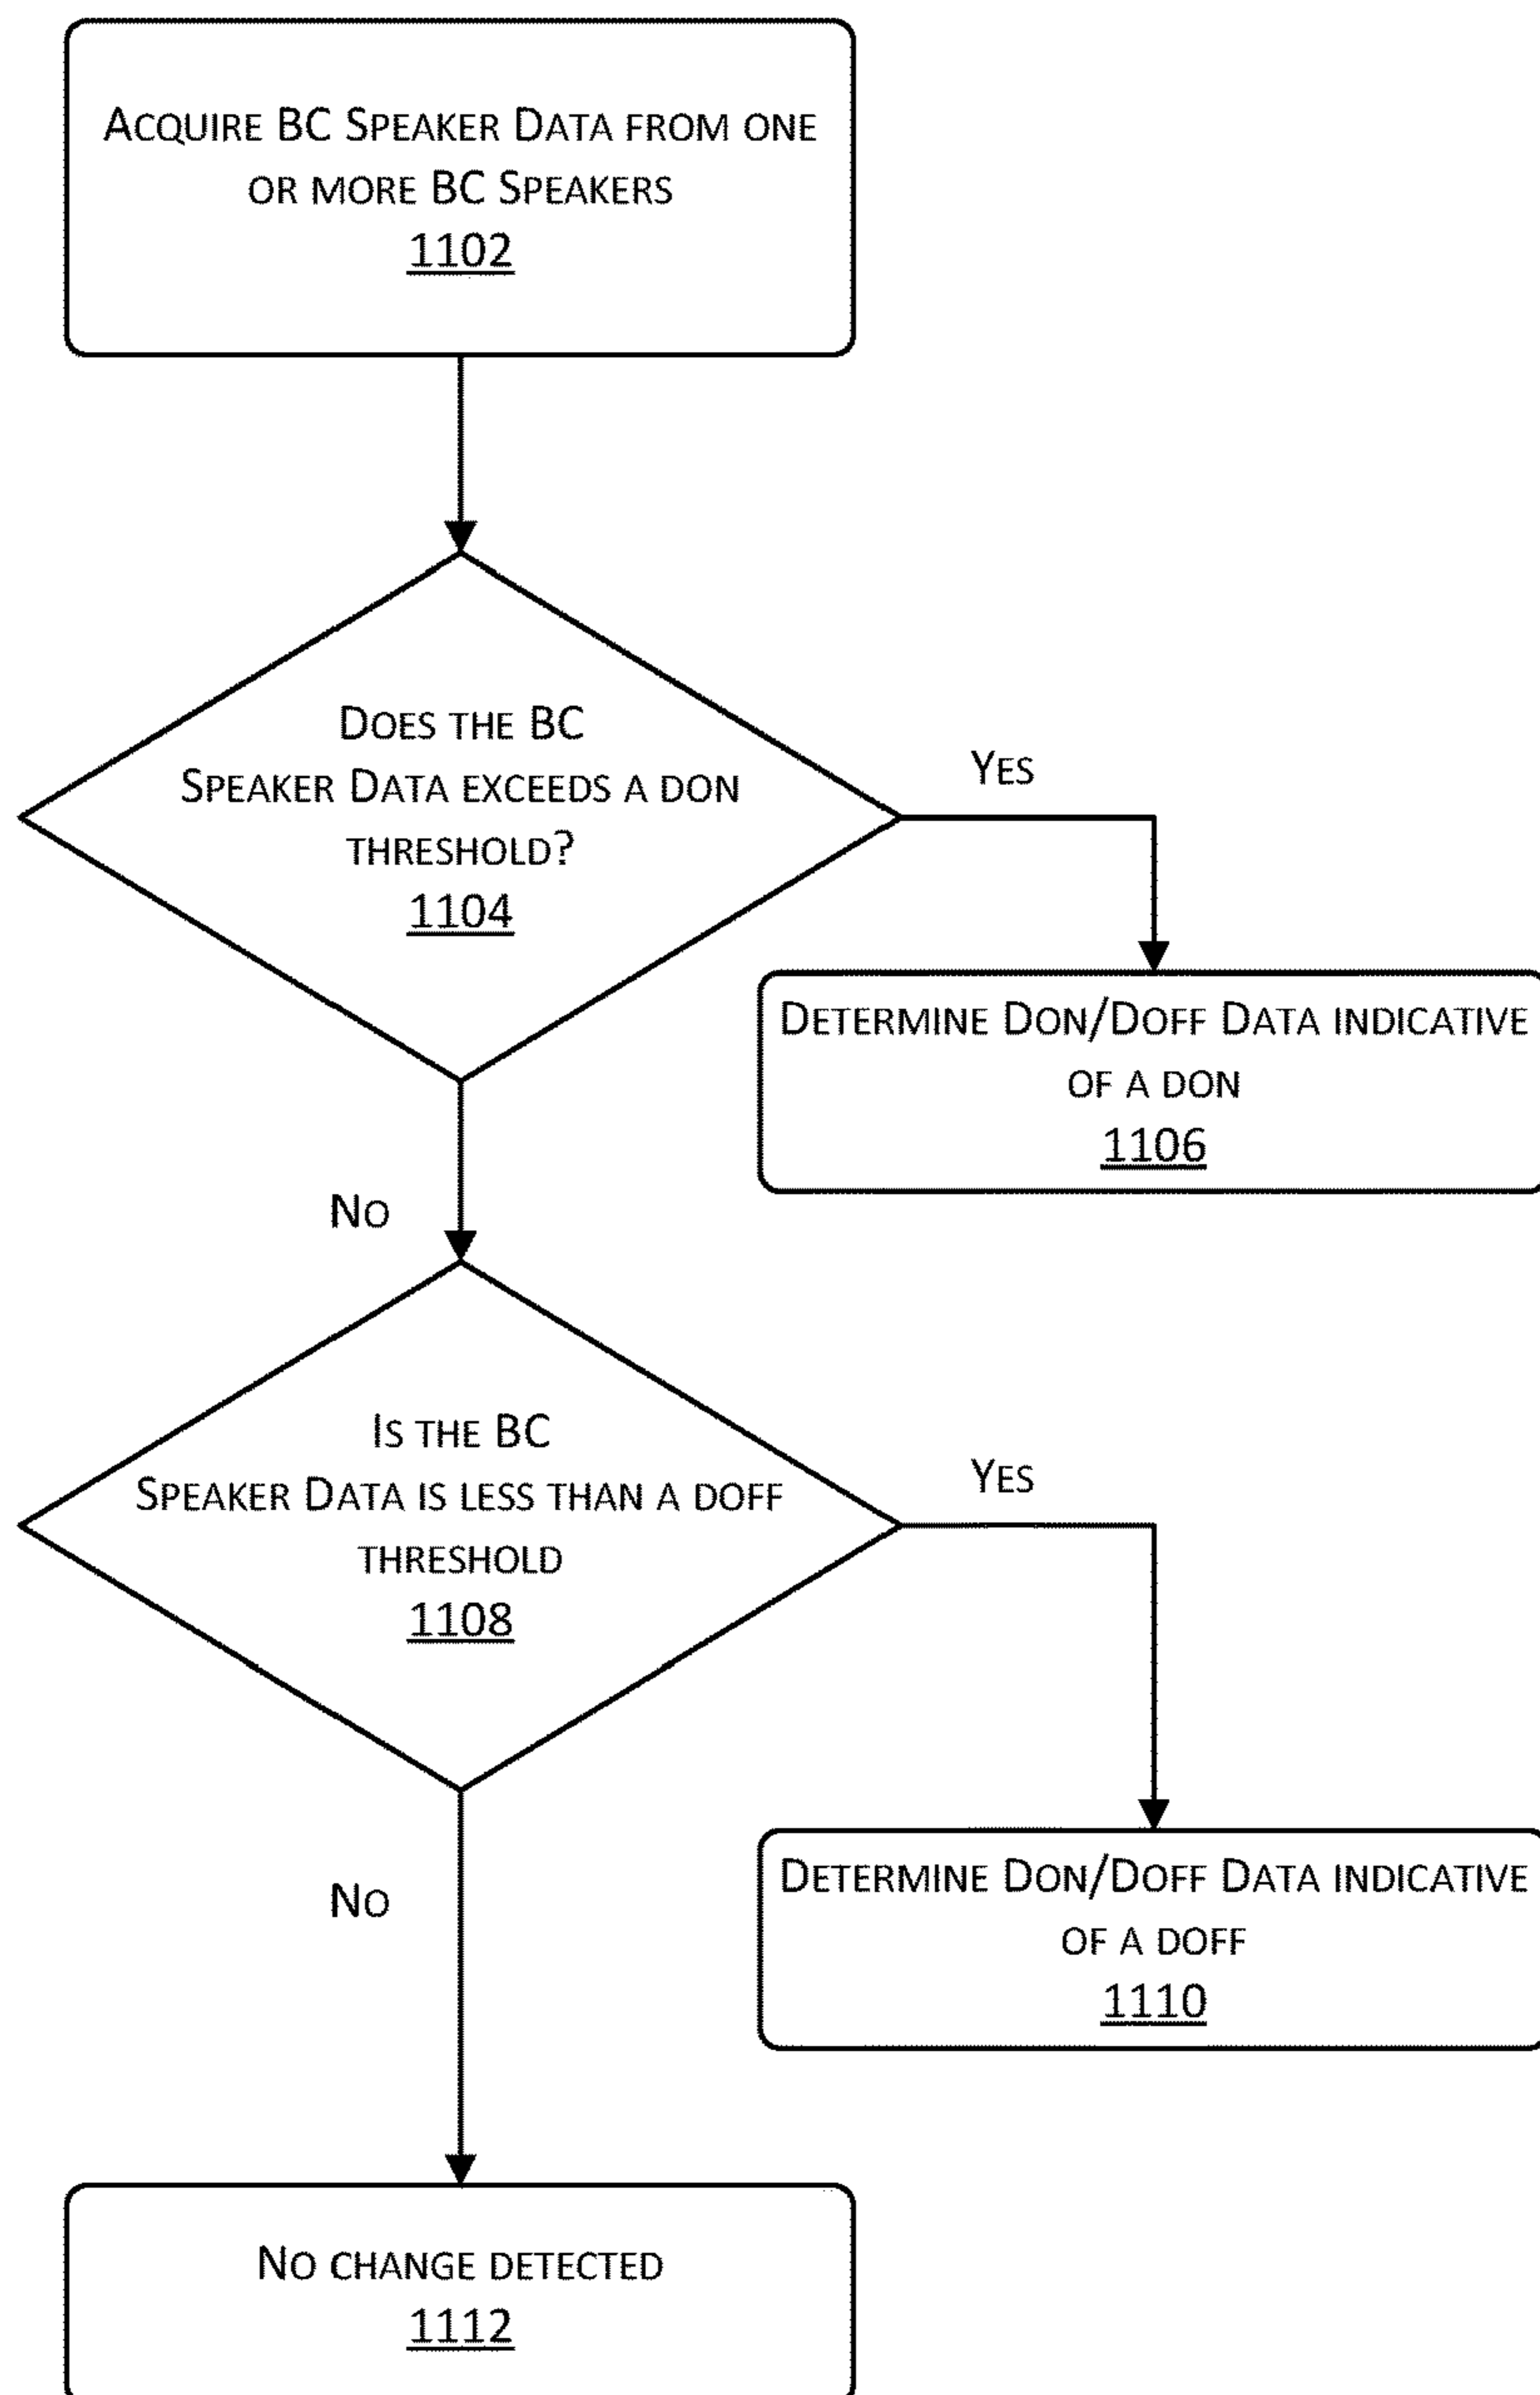 Acquire BC Speaker Data from one
or more BC Speakers
1102
Does the BC
Speaker Data exceeds a don
threshold?
1104
Yes
Determine Don/Doff Data indicative
of a don
1106
No
Is the BC
Speaker Data is less than a doff
threshold
1108
Yes
Determine Don/Doff Data indicative
of a doff
1110
No
No change detected
1112